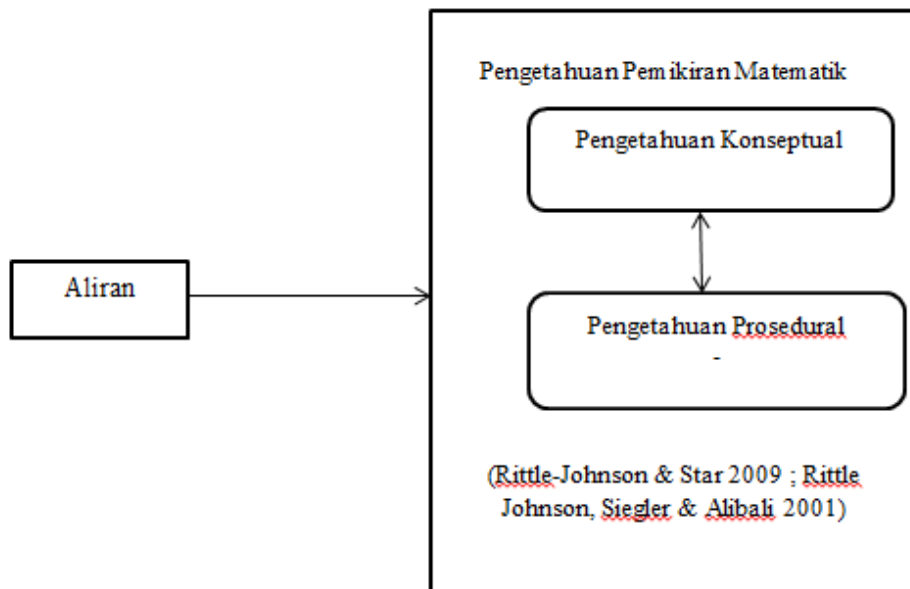 Pengetahuan Pemikiran Matematik
Pengetahuan Konseptual
Aliran
Pengetahuan Prosedural
-
(Rittle-Johnson & Star 2009 ; Rittle
Johnson, Siegler & Alibali 2001)